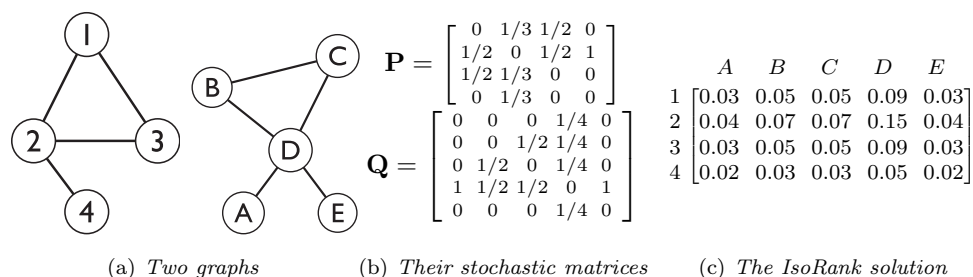 1
2
3
4
A
B
C
D
E
P =
0 1/3 1/2 0
1/2 0 1/2 1
1/2 1/3 0 0
0 1/3 0 0
Q =
0 0 0 1/4 0
0 0 1/2 1/4 0
0 1/2 0 1/4 0
1 1/2 1/2 0 1
0 0 0 1/4 0
A B C D E
1 0.03 0.05 0.05 0.09 0.03
2 0.04 0.07 0.07 0.15 0.04
3 0.03 0.05 0.05 0.09 0.03
4 0.02 0.03 0.03 0.05 0.02
(a) Two graphs
(b) Their stochastic matrices
(c) The IsoRank solution